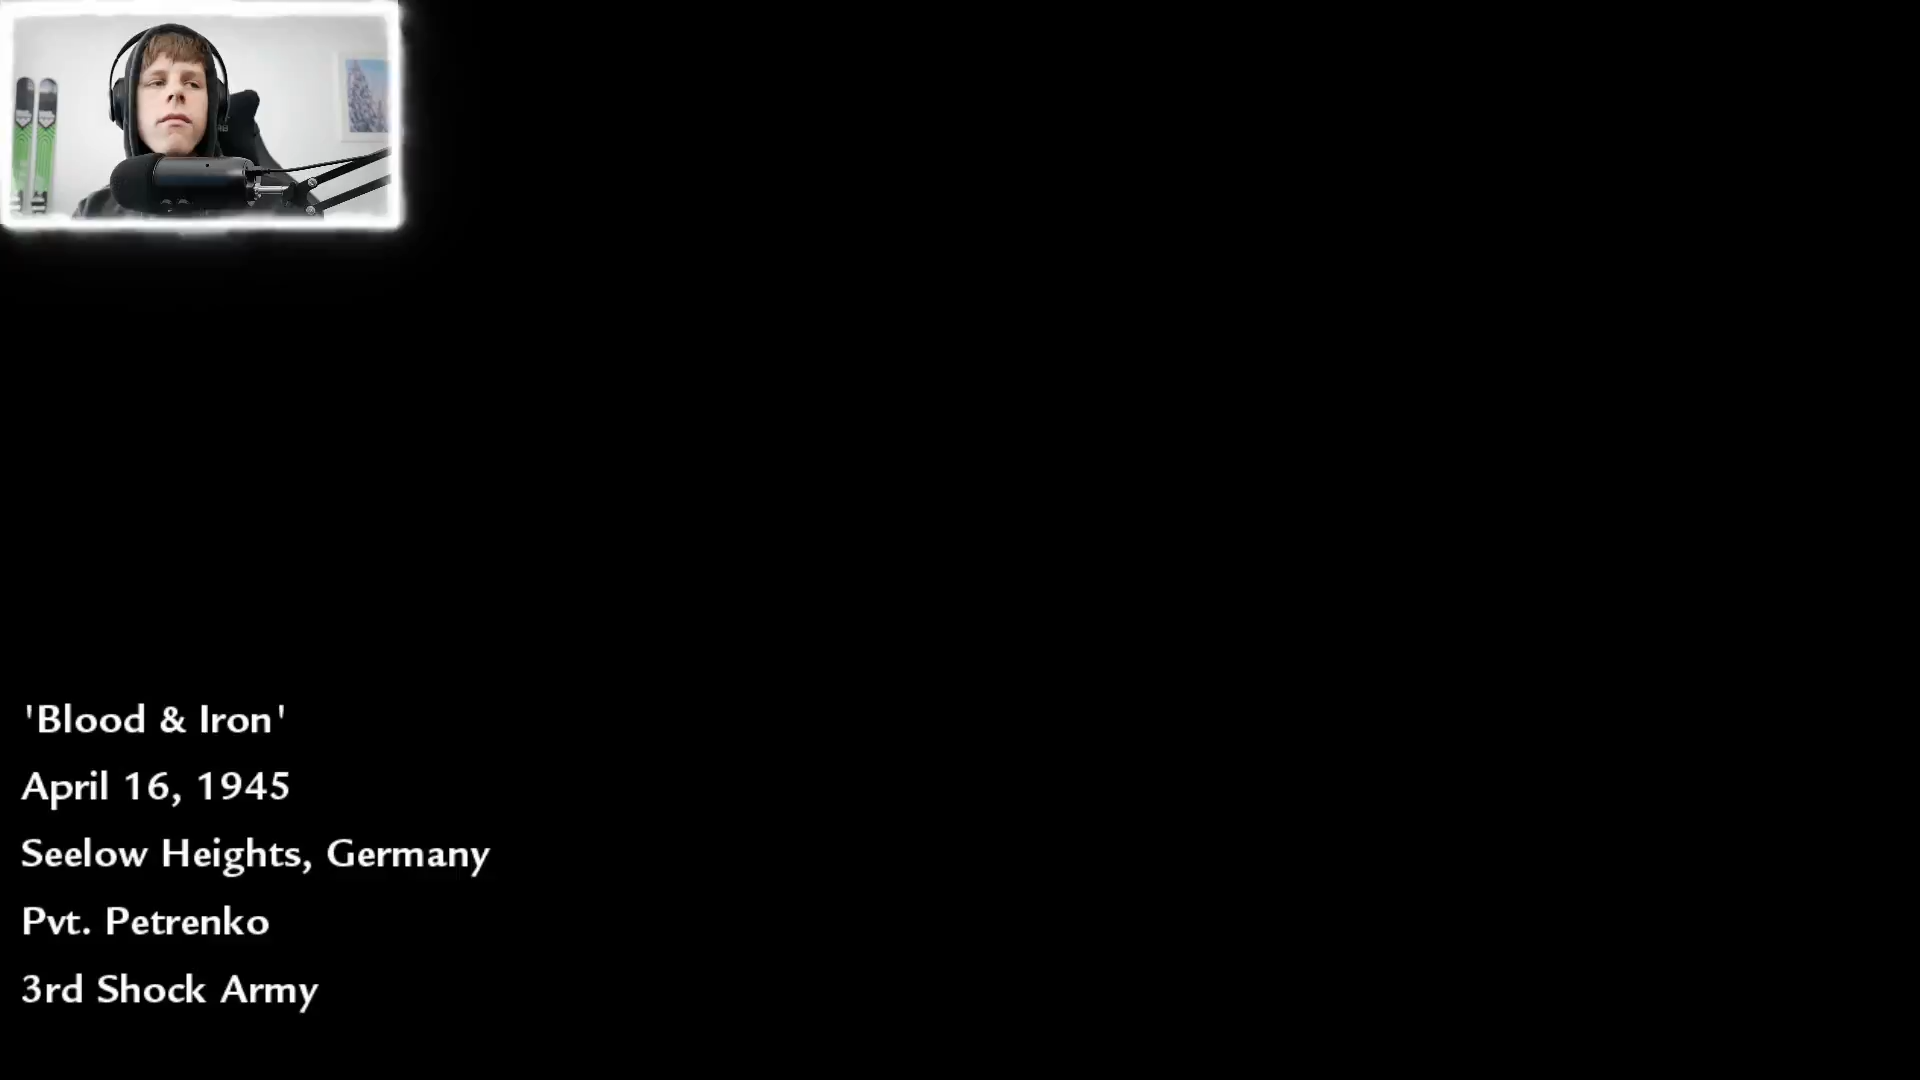 'Blood & Iron'
April 16, 1945
Seelow Heights, Germany
Pvt. Petrenko
3rd Shock Army